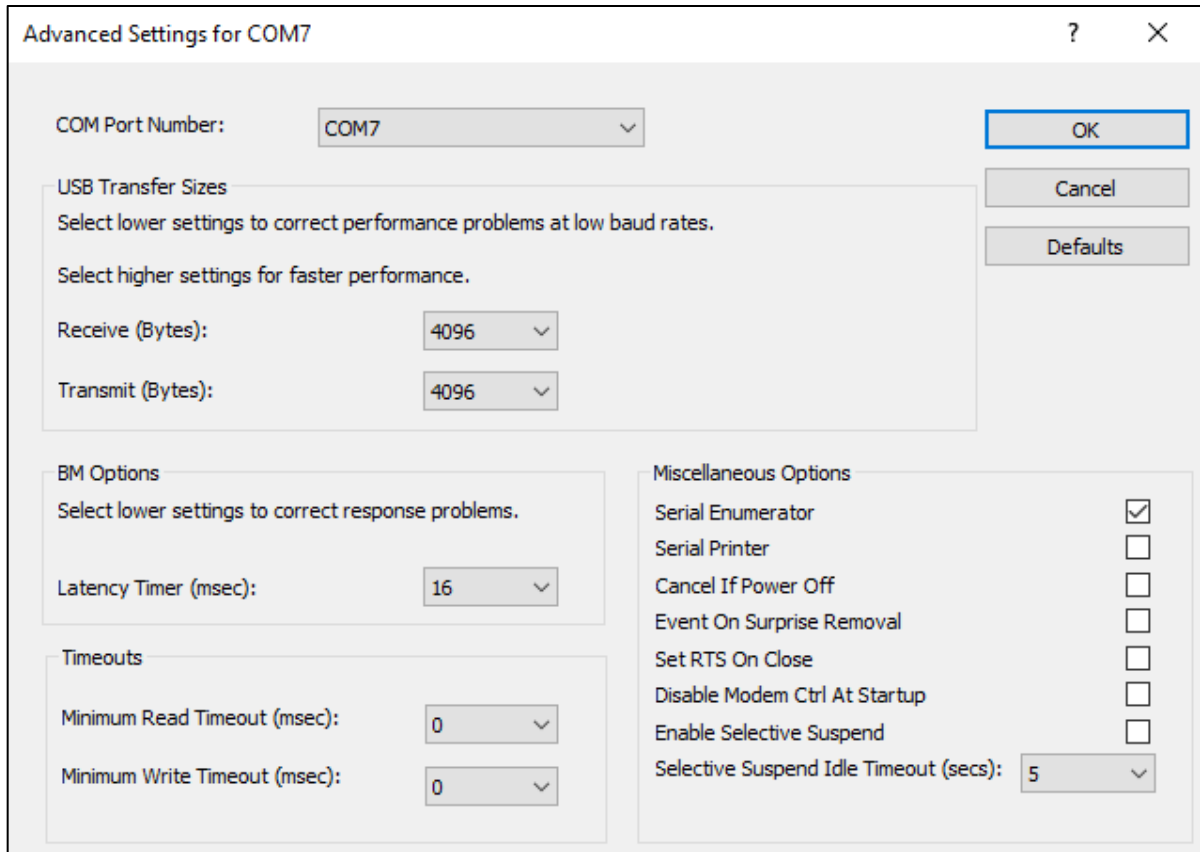 Advanced Settings for COM7
?
COM Port Number:
COM7
OK
Cancel
Defaults
USB Transfer Sizes
Select lower settings to correct performance problems at low baud rates.
Select higher settings for faster performance.
Receive (Bytes):
4096
Transmit (Bytes):
4096
BM Options
Select lower settings to correct response problems.
Latency Timer (msec):
16
Timeouts
Minimum Read Timeout (msec):
0
Minimum Write Timeout (msec):
0
Miscellaneous Options
Serial Enumerator
Serial Printer
Cancel If Power Off
Event On Surprise Removal
Set RTS On Close
Disable Modem Ctrl At Startup
Enable Selective Suspend
Selective Suspend Idle Timeout (secs):
5